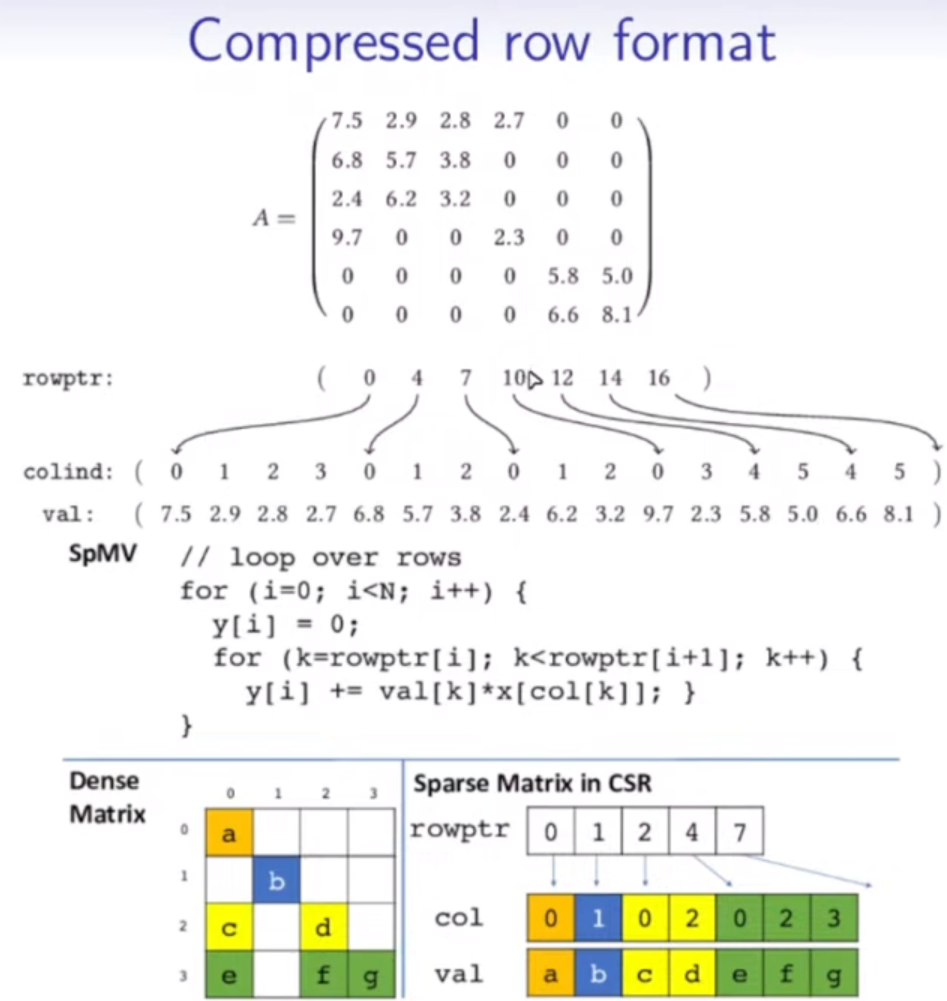 Compressed row format
7.5 2.9 2.8 2.7 0 0
6.8 5.7 3.8 0 0 0
2.4 6.2 3.2 0 0 0
A =
9.7 0 0 2.3 0 0
0 0 0 0 5.8 5.0
0 0 0 0 6.6 8.1
rowptr: ( 0 4 7 10 12 14 16 )
colind: ( 0 1 2 3 0 1 2 0 1 2 0 3 4 5 4 5 )
val: ( 7.5 2.9 2.8 2.7 6.8 5.7 3.8 2.4 6.2 3.2 9.7 2.3 5.8 5.0 6.6 8.1 )
SpMV // loop over rows
for (i=0; i<N; i++) {
y[i] = 0;
for (k=rowptr[i]; k<rowptr[i+1]; k++) {
y[i] += val[k]*x[col[k]]; }
}
Dense
Matrix
0 1 2 3
0 a
1 b
2 c d
3 e f g
Sparse Matrix in CSR
rowptr 0 1 2 4 7
col 0 1 0 2 0 2 3
val a b c d e f g